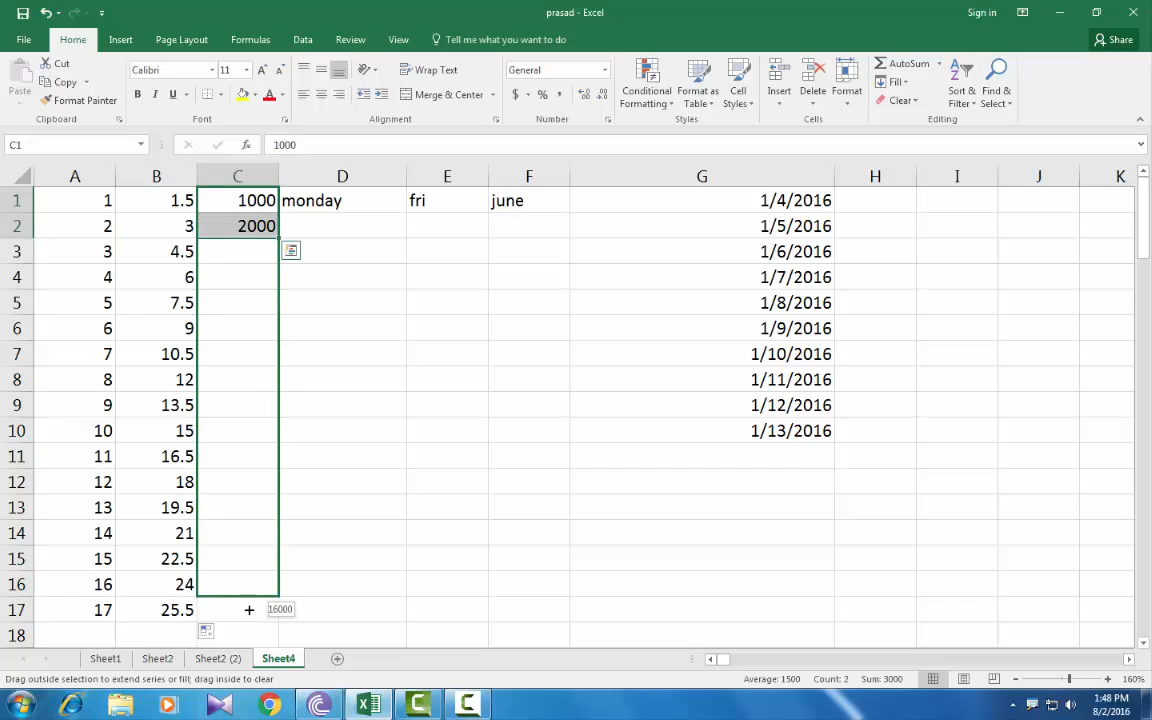 prasad - Excel
Sign in
File Home Insert Page Layout Formulas Data Review View Tell me what you want to do Share
Paste
Cut
Copy
Format Painter
Clipboard
Calibri 11
B I U
Font
Wrap Text
Merge & Center
Alignment
General
$ % ,
Number
Conditional Formatting
Format as Table
Cell Styles
Styles
Insert Delete Format
Cells
AutoSum
Fill
Clear
Sort & Filter
Find & Select
Editing
C1 fx 1000
A B C D E F G H I J K
1 1 1.5 1000 monday fri june 1/4/2016
2 2 3 2000 1/5/2016
3 3 4.5 1/6/2016
4 4 6 1/7/2016
5 5 7.5 1/8/2016
6 6 9 1/9/2016
7 7 10.5 1/10/2016
8 8 12 1/11/2016
9 9 13.5 1/12/2016
10 10 15 1/13/2016
11 11 16.5
12 12 18
13 13 19.5
14 14 21
15 15 22.5
16 16 24
17 17 25.5 16000
18
Sheet1 Sheet2 Sheet2 (2) Sheet4
Drag outside selection to extend series or fill; drag inside to clear Average: 1500 Count: 2 Sum: 3000 160%
1:48 PM
8/2/2016